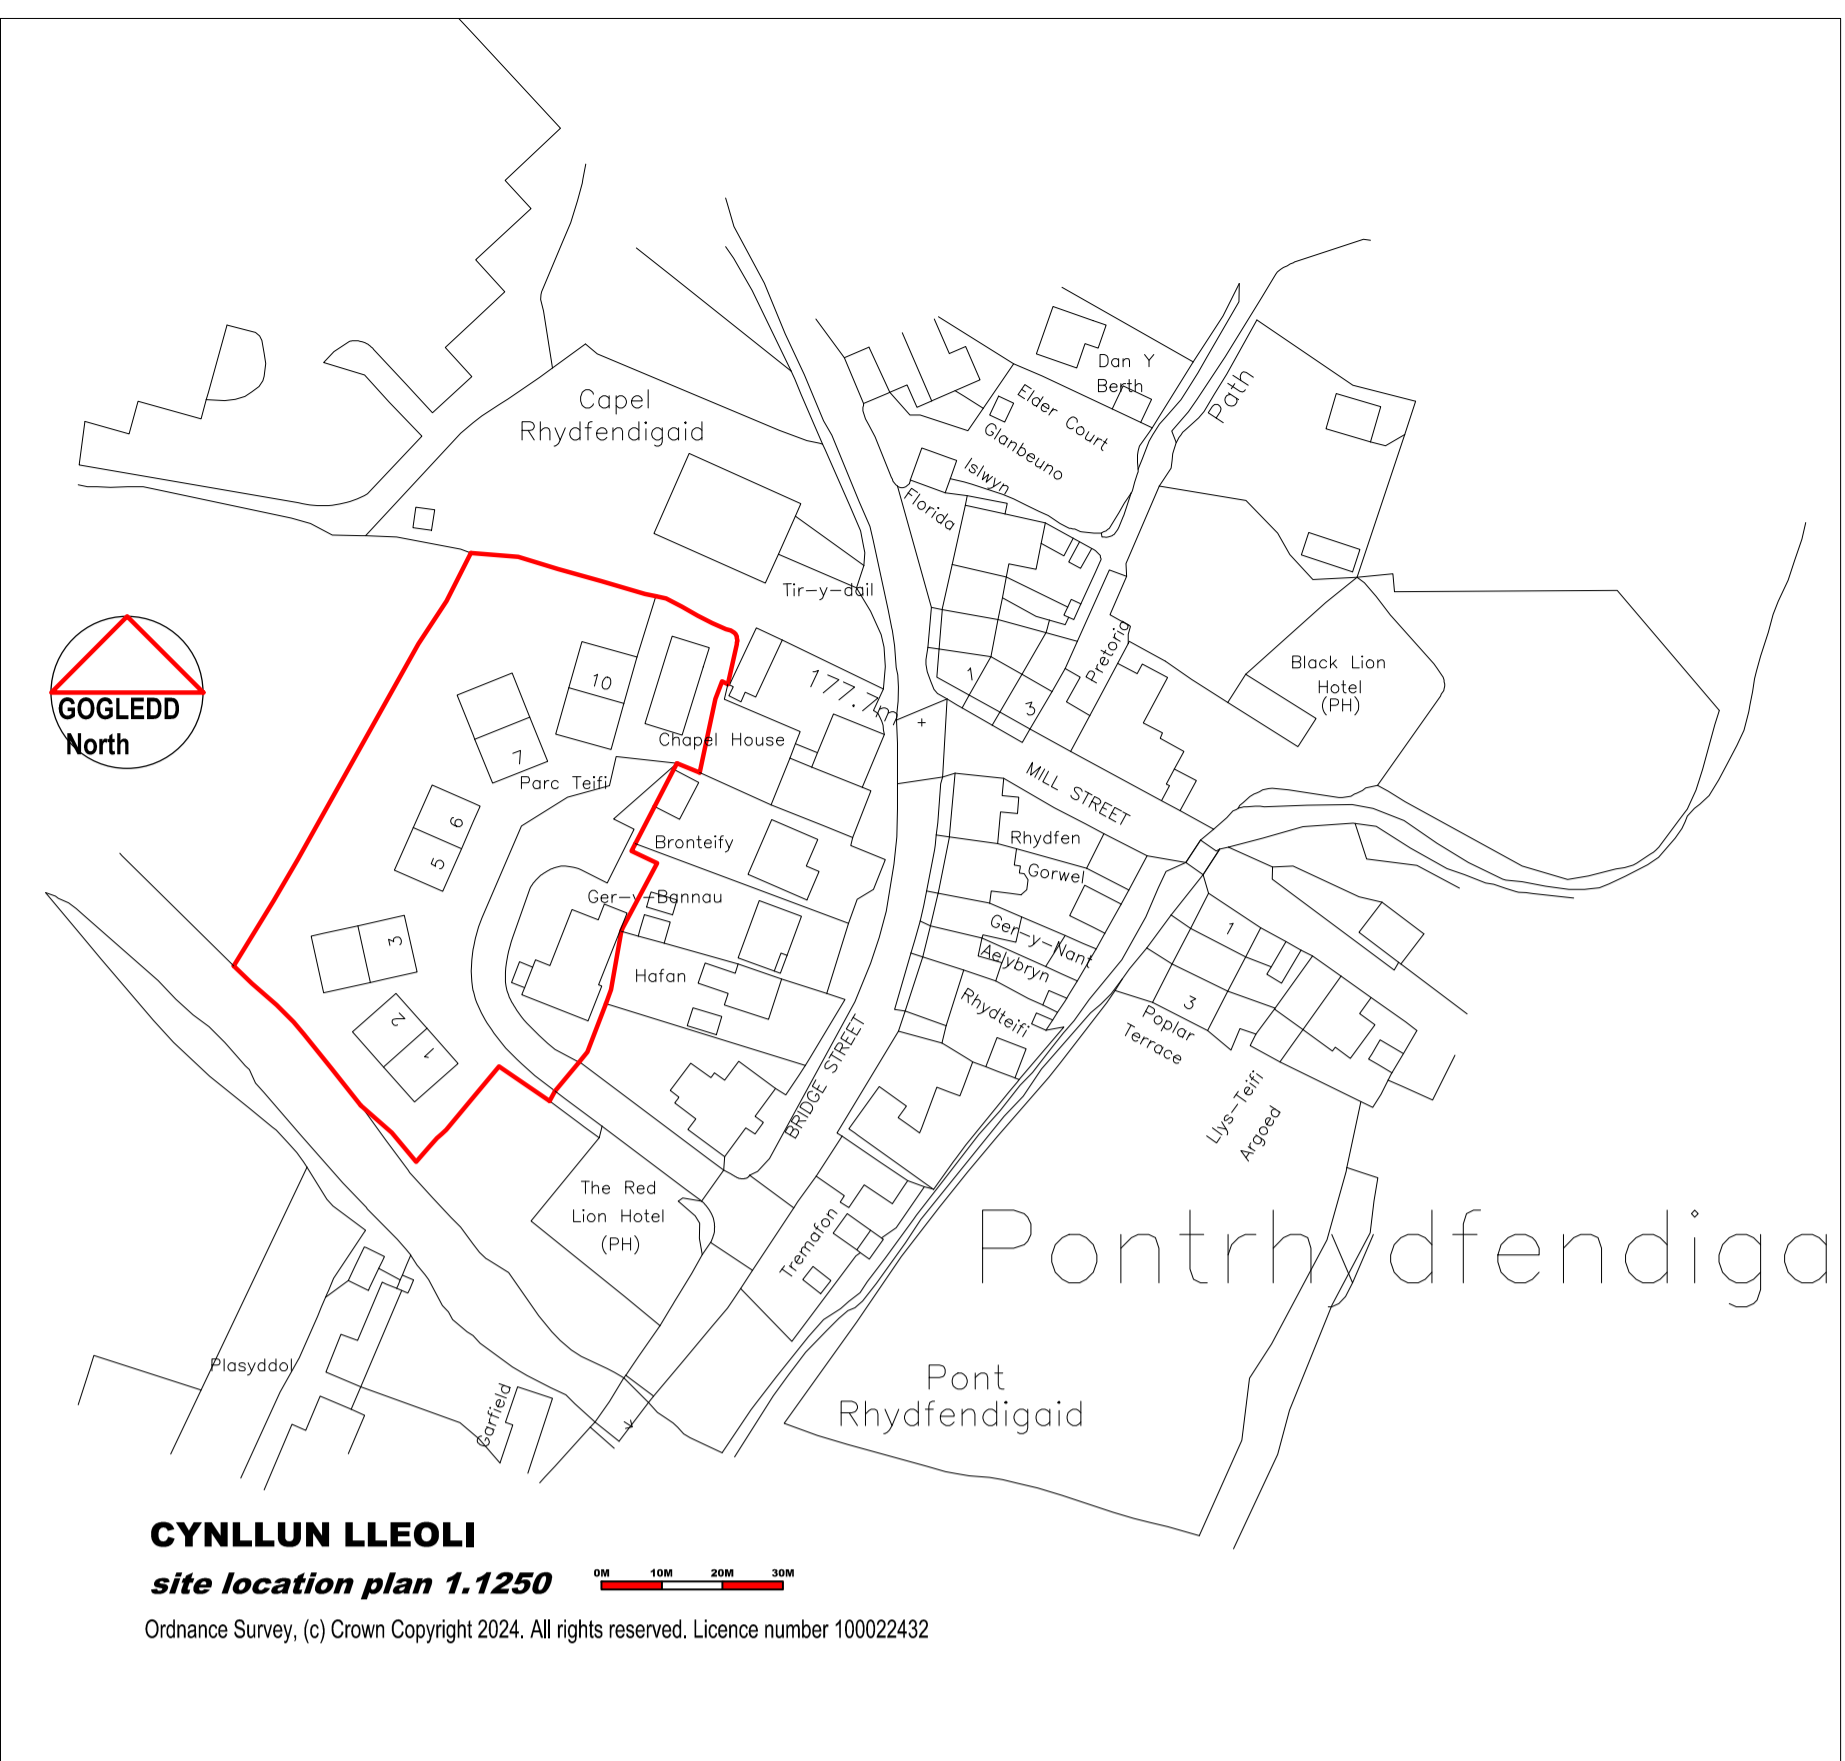 Dan Y
Berth
Path
Capel
Rhydfendigaid
Elder Court
Glanbeuno
Islwyn
Florida
Tir-y-dail
GOGLEDD
North
10
7
Parc Teifi
177.7m
+
Chapel House
1
3
Pretoria
Black Lion
Hotel
(PH)
MILL STREET
6
5
Bronteify
Rhydfen
Gorwel
Ger-y-Bannau
Ger-y-Nant
Aelybryn
1
3
3
Hafan
Rhydteifi
Poplar
Terrace
2
1
BRIDGE STREET
Llys-Teifi
Argoed
The Red
Lion Hotel
(PH)
Tremafon
Pontrhydfendiga
Plasyddol
Garfield
Pont
Rhydfendigaid
CYNLLUN LLEOLI
site location plan 1.1250
0M 10M 20M 30M
Ordnance Survey, (c) Crown Copyright 2024. All rights reserved. Licence number 100022432